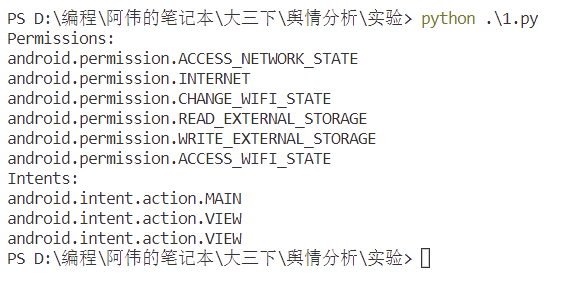 PS D:\编程\阿伟的笔记本\大三下\舆情分析\实验> python .\1.py
Permissions:
android.permission.ACCESS_NETWORK_STATE
android.permission.INTERNET
android.permission.CHANGE_WIFI_STATE
android.permission.READ_EXTERNAL_STORAGE
android.permission.WRITE_EXTERNAL_STORAGE
android.permission.ACCESS_WIFI_STATE
Intents:
android.intent.action.MAIN
android.intent.action.VIEW
android.intent.action.VIEW
PS D:\编程\阿伟的笔记本\大三下\舆情分析\实验>